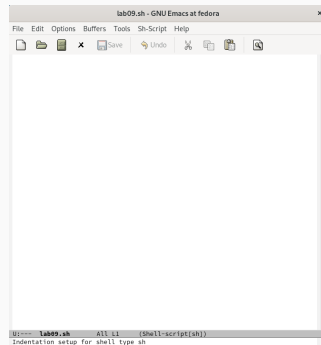 lab09.sh - GNU Emacs at fedora
File Edit Options Buffers Tools Sh-Script Help
Save Undo
U:--- lab09.sh All L1 (Shell-script[sh])
Indentation setup for shell type sh